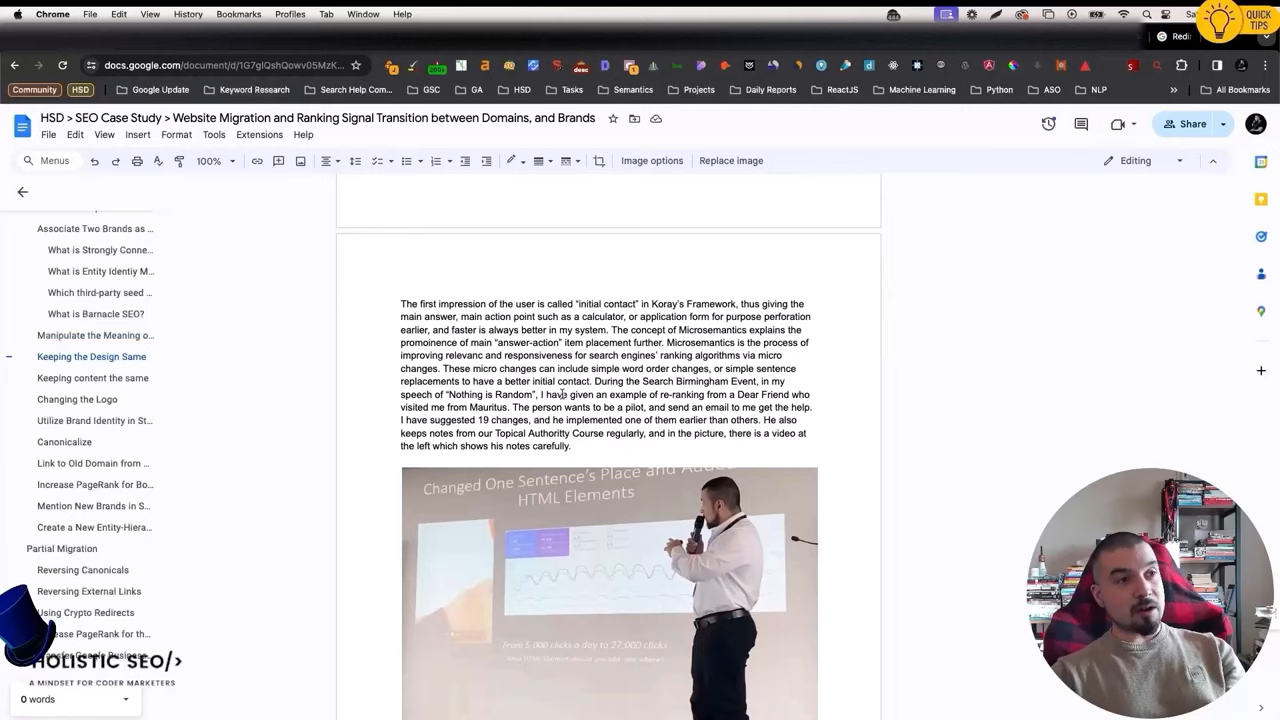 Chrome File Edit View History Bookmarks Profiles Tab Window Help
QUICK
TIPS
Redi
docs.google.com/document/d/1G7glQshQowv05MzK...
Community HSD Google Update Keyword Research Search Help Com... GSC GA HSD Tasks Semantics Projects Daily Reports ReactJS Machine Learning Python ASO NLP » All Bookmarks
HSD > SEO Case Study > Website Migration and Ranking Signal Transition between Domains, and Brands
File Edit View Insert Format Tools Extensions Help
Share
Menus 100% Image options Replace image Editing
Associate Two Brands as ...
What is Strongly Conne...
What is Entity Identiy M...
Which third-party seed ...
What is Barnacle SEO?
Manipulate the Meaning o...
Keeping the Design Same
Keeping content the same
Changing the Logo
Utilize Brand Identity in St...
Canonicalize
Link to Old Domain from ...
Increase PageRank for Bo...
Mention New Brands in S...
Create a New Entity-Hiera...
Partial Migration
Reversing Canonicals
Reversing External Links
Using Crypto Redirects
ease PageRank for th...
HOLISTIC SEO/>
A MINDSET FOR CODER MARKETERS
0 words
The first impression of the user is called “initial contact” in Koray’s Framework, thus giving the
main answer, main action point such as a calculator, or application form for purpose perforation
earlier, and faster is always better in my system. The concept of Microsemantics explains the
promoinence of main “answer-action” item placement further. Microsemantics is the process of
improving relevanc and responsiveness for search engines’ ranking algorithms via micro
changes. These micro changes can include simple word order changes, or simple sentence
replacements to have a better initial contact. During the Search Birmingham Event, in my
speech of “Nothing is Random”, I have given an example of re-ranking from a Dear Friend who
visited me from Mauritus. The person wants to be a pilot, and send an email to me get the help.
I have suggested 19 changes, and he implemented one of them earlier than others. He also
keeps notes from our Topical Authoritty Course regularly, and in the picture, there is a video at
the left which shows his notes carefully.
Changed One Sentence's Place and Added
HTML Elements
From 5.000 clicks a day to 27.000 clicks